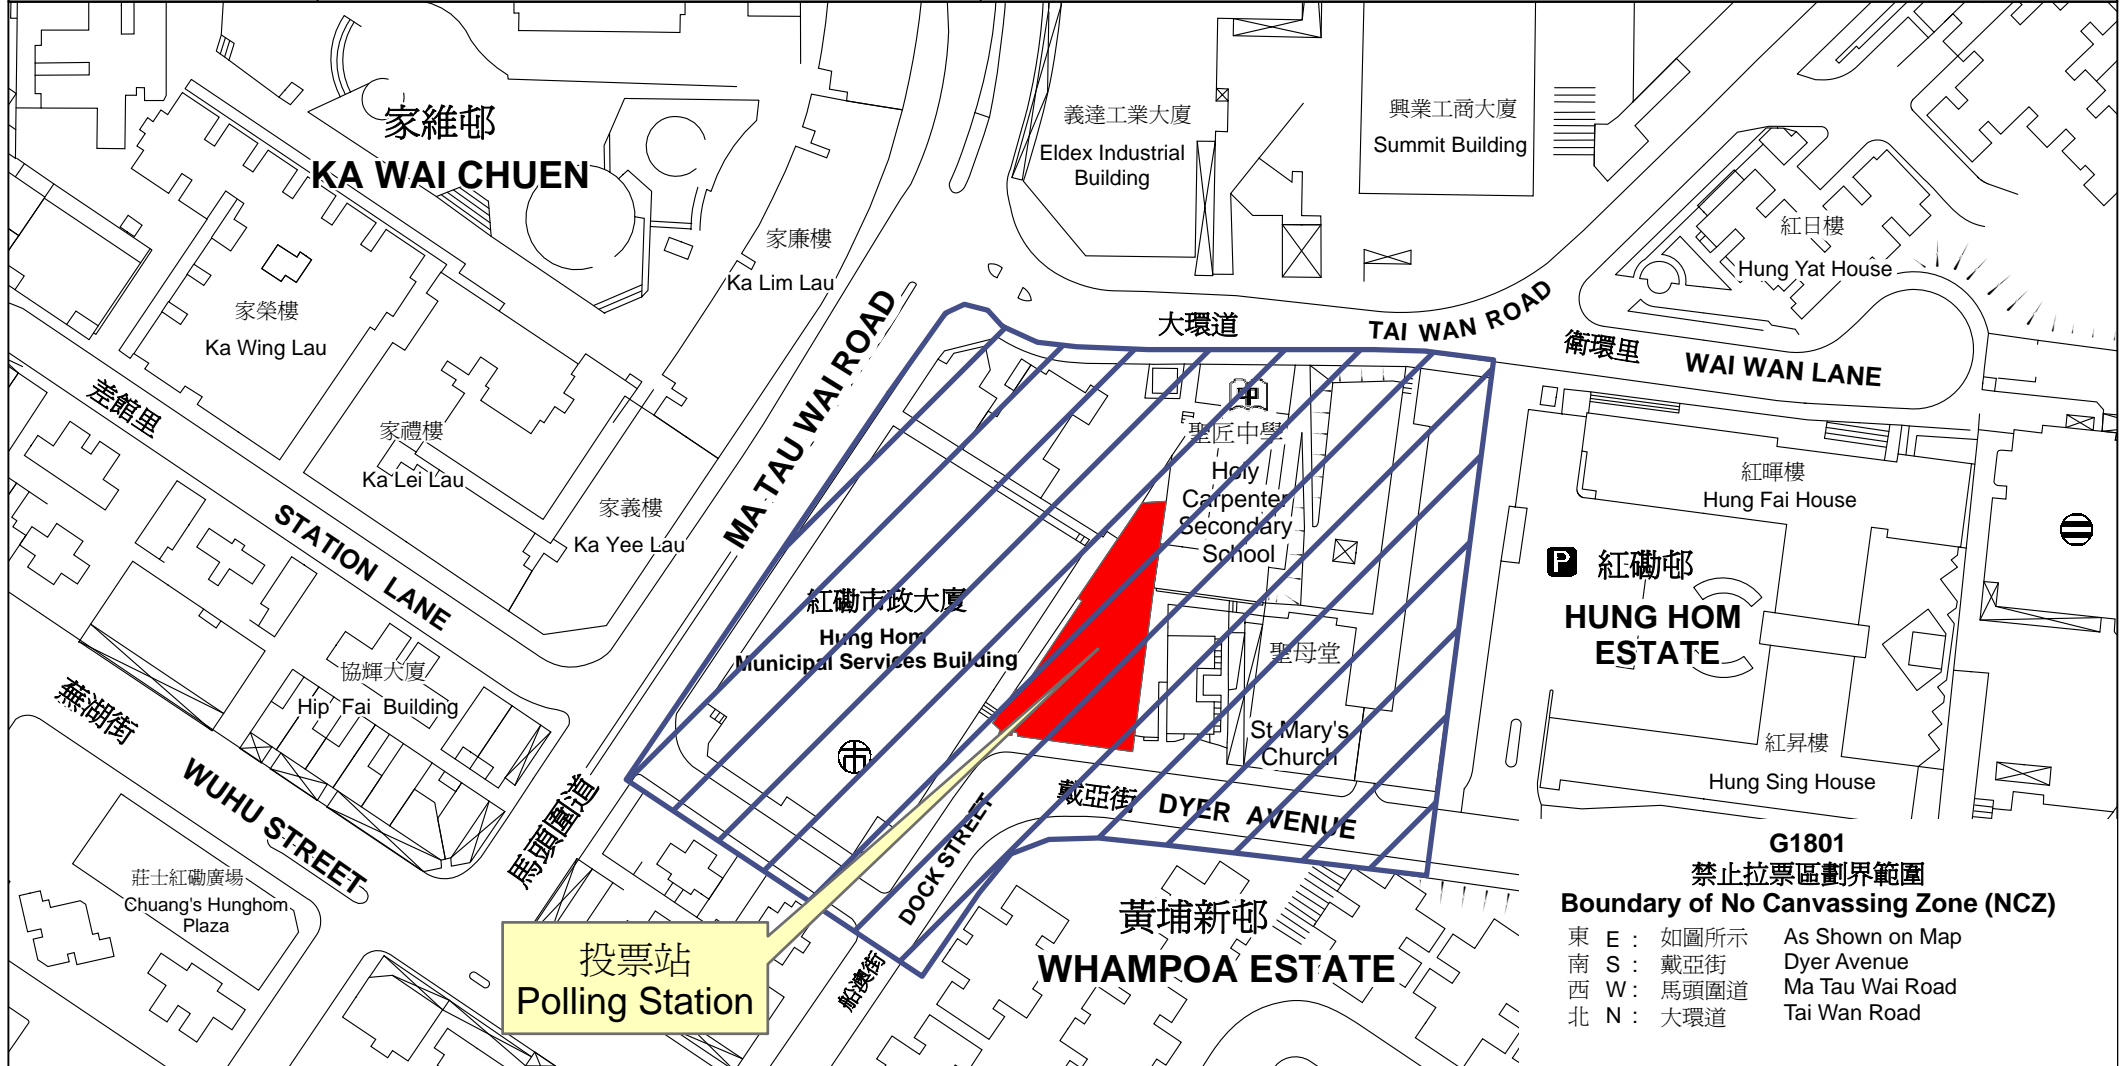 家維邨
KA WAI CHUEN
義達工業大廈
Eldex Industrial
Building
興業工商大廈
Summit Building
家廉樓
Ka Lim Lau
紅日樓
Hung Yat House
家榮樓
Ka Wing Lau
大環道
TAI WAN ROAD
衛環里
WAI WAN LANE
MA TAU WAI ROAD
差館里
STATION LANE
家禮樓
Ka Lei Lau
家義樓
Ka Yee Lau
聖匠中學
Holy
Carpenter
Secondary
School
紅暉樓
Hung Fai House
P
紅磡邨
HUNG HOM
ESTATE
紅磡市政大廈
Hung Hom
Municipal Services Building
市
聖母堂
St Mary's
Church
協輝大廈
Hip Fai Building
蕪湖街
WUHU STREET
馬頭圍道
紅昇樓
Hung Sing House
戴亞街 DYER AVENUE
DOCK STREET
船澳街
莊士紅磡廣場
Chuang's Hunghom
Plaza
黃埔新邨
WHAMPOA ESTATE
投票站
Polling Station
G1801
禁止拉票區劃界範圍
Boundary of No Canvassing Zone (NCZ)
東 E : 如圖所示 As Shown on Map
南 S : 戴亞街 Dyer Avenue
西 W : 馬頭圍道 Ma Tau Wai Road
北 N : 大環道 Tai Wan Road